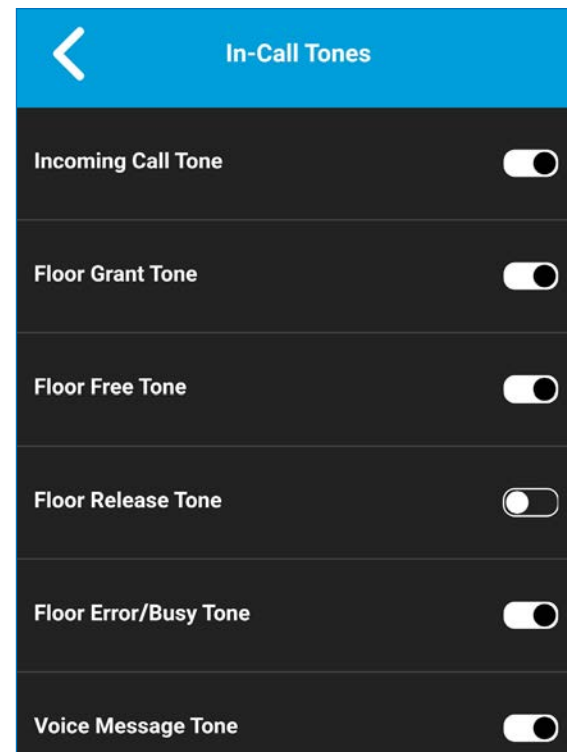 In-Call Tones
Incoming Call Tone
Floor Grant Tone
Floor Free Tone
Floor Release Tone
Floor Error/Busy Tone
Voice Message Tone